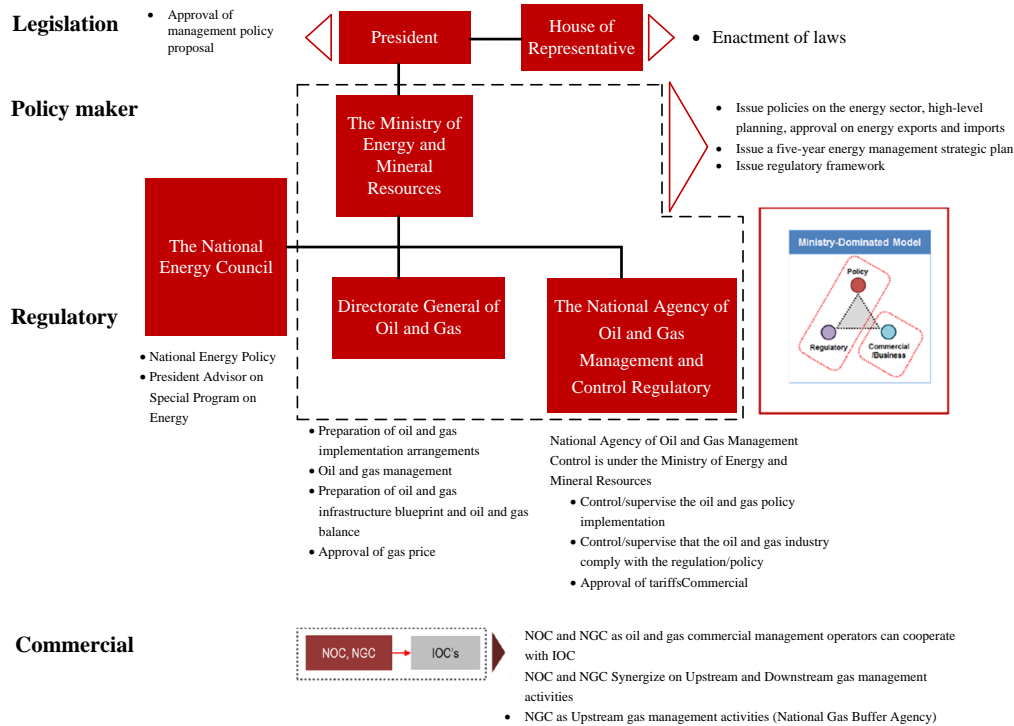 Legislation
• Approval of
management policy
proposal
President
House of
Representative
• Enactment of laws
Policy maker
The Ministry of
Energy and
Mineral
Resources
• Issue policies on the energy sector, high-level
planning, approval on energy exports and imports
• Issue a five-year energy management strategic plan
• Issue regulatory framework
The National
Energy Council
Regulatory
Directorate General of
Oil and Gas
The National Agency of
Oil and Gas
Management and
Control Regulatory
Ministry-Dominated Model
Policy
Regulatory
Commercial
/Business
• National Energy Policy
• President Advisor on
Special Program on
Energy
• Preparation of oil and gas
implementation arrangements
• Oil and gas management
• Preparation of oil and gas
infrastructure blueprint and oil and gas
balance
• Approval of gas price
National Agency of Oil and Gas Management
Control is under the Ministry of Energy and
Mineral Resources
• Control/supervise the oil and gas policy
implementation
• Control/supervise that the oil and gas industry
comply with the regulation/policy
• Approval of tariffsCommercial
Commercial
NOC, NGC
IOC's
NOC and NGC as oil and gas commercial management operators can cooperate
with IOC
NOC and NGC Synergize on Upstream and Downstream gas management
activities
• NGC as Upstream gas management activities (National Gas Buffer Agency)